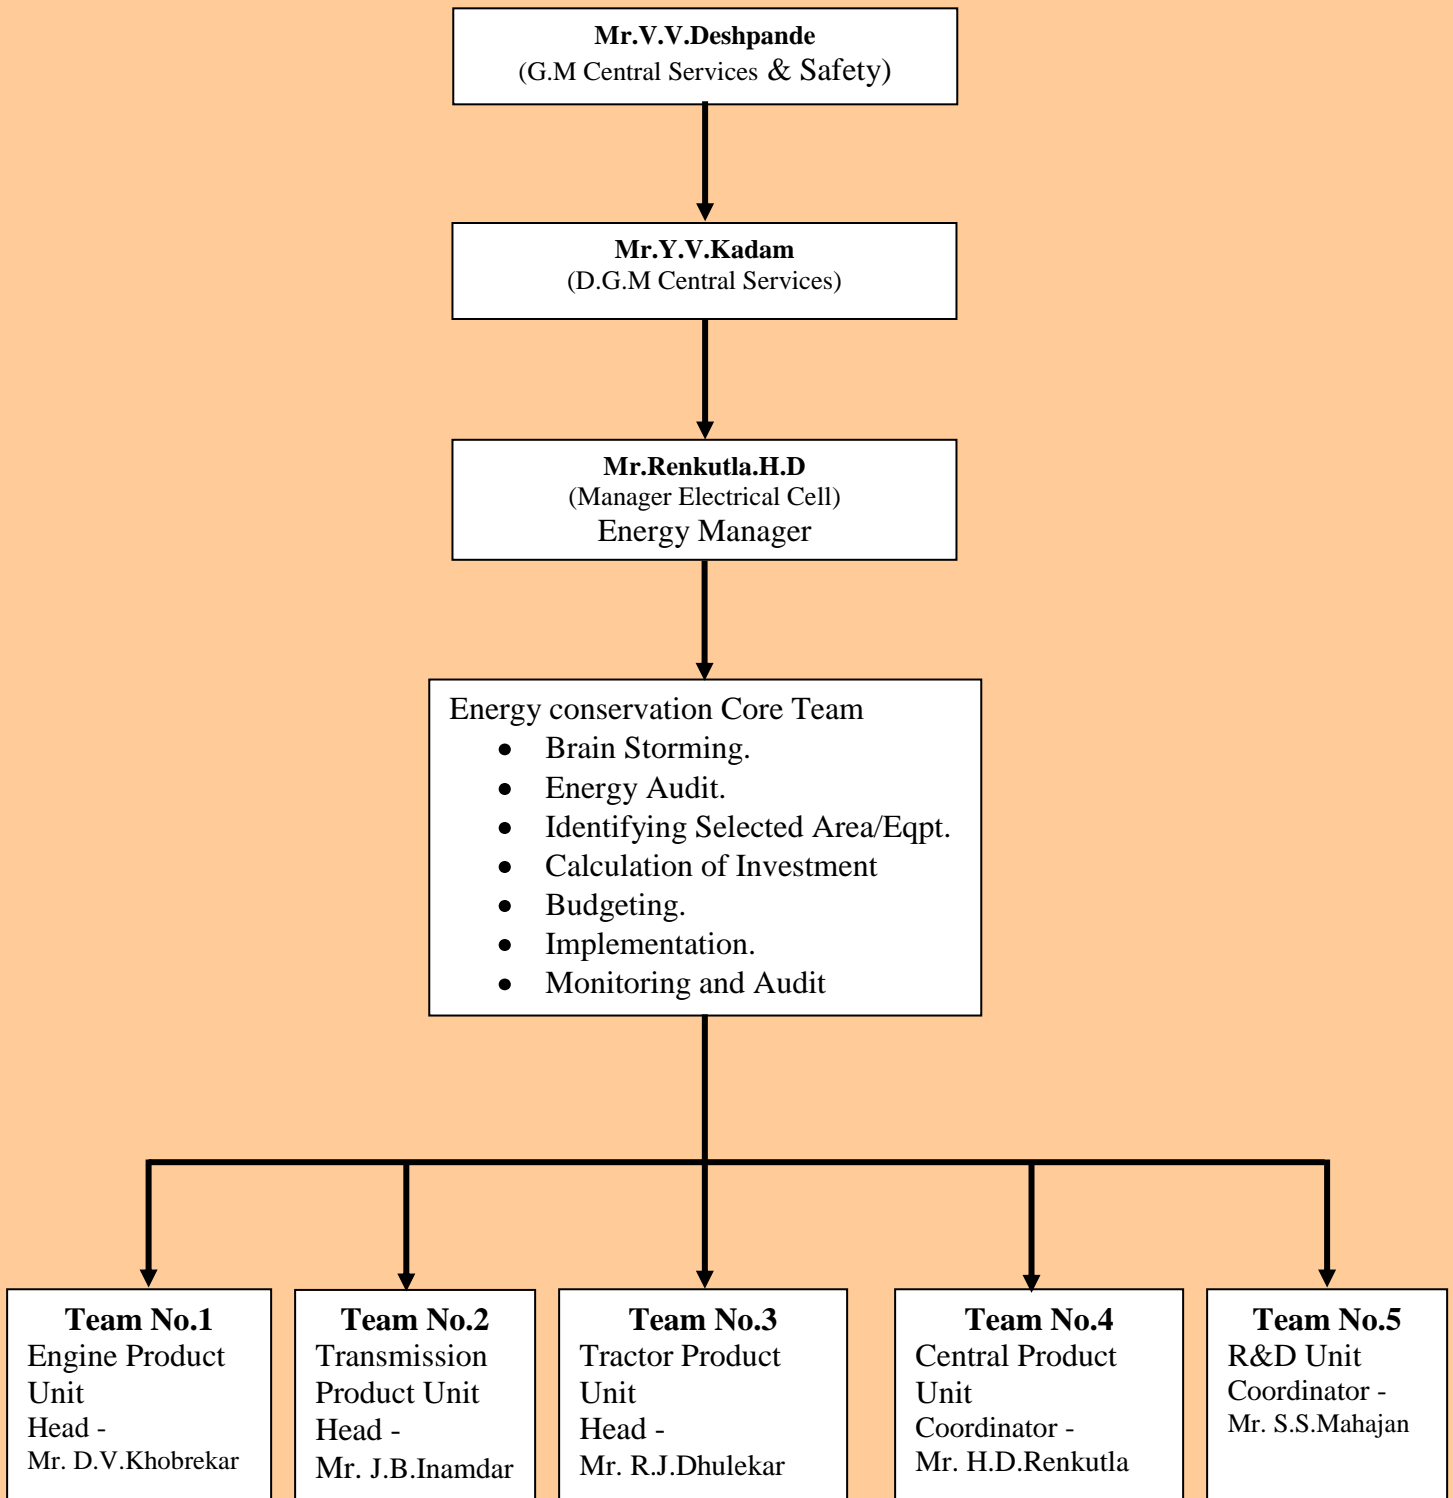 Mr.V.V.Deshpande
(G.M Central Services & Safety)
Mr.Y.V.Kadam
(D.G.M Central Services)
Mr.Renkutla.H.D
(Manager Electrical Cell)
Energy Manager
Energy conservation Core Team
• Brain Storming.
• Energy Audit.
• Identifying Selected Area/Eqpt.
• Calculation of Investment
• Budgeting.
• Implementation.
• Monitoring and Audit
Team No.1
Engine Product
Unit
Head -
Mr. D.V.Khobrekar
Team No.2
Transmission
Product Unit
Head -
Mr. J.B.Inamdar
Team No.3
Tractor Product
Unit
Head -
Mr. R.J.Dhulekar
Team No.4
Central Product
Unit
Coordinator -
Mr. H.D.Renkutla
Team No.5
R&D Unit
Coordinator -
Mr. S.S.Mahajan